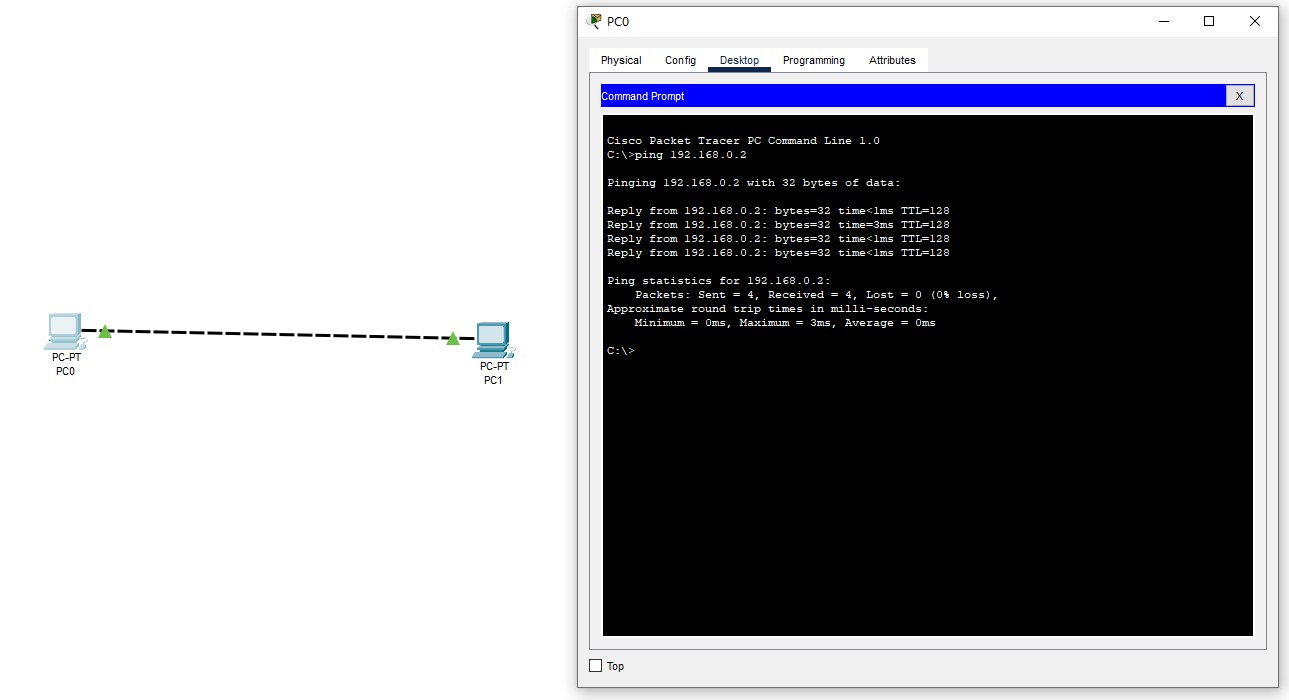 PC0
Physical Config Desktop Programming Attributes
Command Prompt X
Cisco Packet Tracer PC Command Line 1.0
C:\>ping 192.168.0.2
Pinging 192.168.0.2 with 32 bytes of data:
Reply from 192.168.0.2: bytes=32 time<1ms TTL=128
Reply from 192.168.0.2: bytes=32 time=3ms TTL=128
Reply from 192.168.0.2: bytes=32 time<1ms TTL=128
Reply from 192.168.0.2: bytes=32 time<1ms TTL=128
Ping statistics for 192.168.0.2:
Packets: Sent = 4, Received = 4, Lost = 0 (0% loss),
Approximate round trip times in milli-seconds:
Minimum = 0ms, Maximum = 3ms, Average = 0ms
C:\>
Top
PC-PT
PC0
PC-PT
PC1